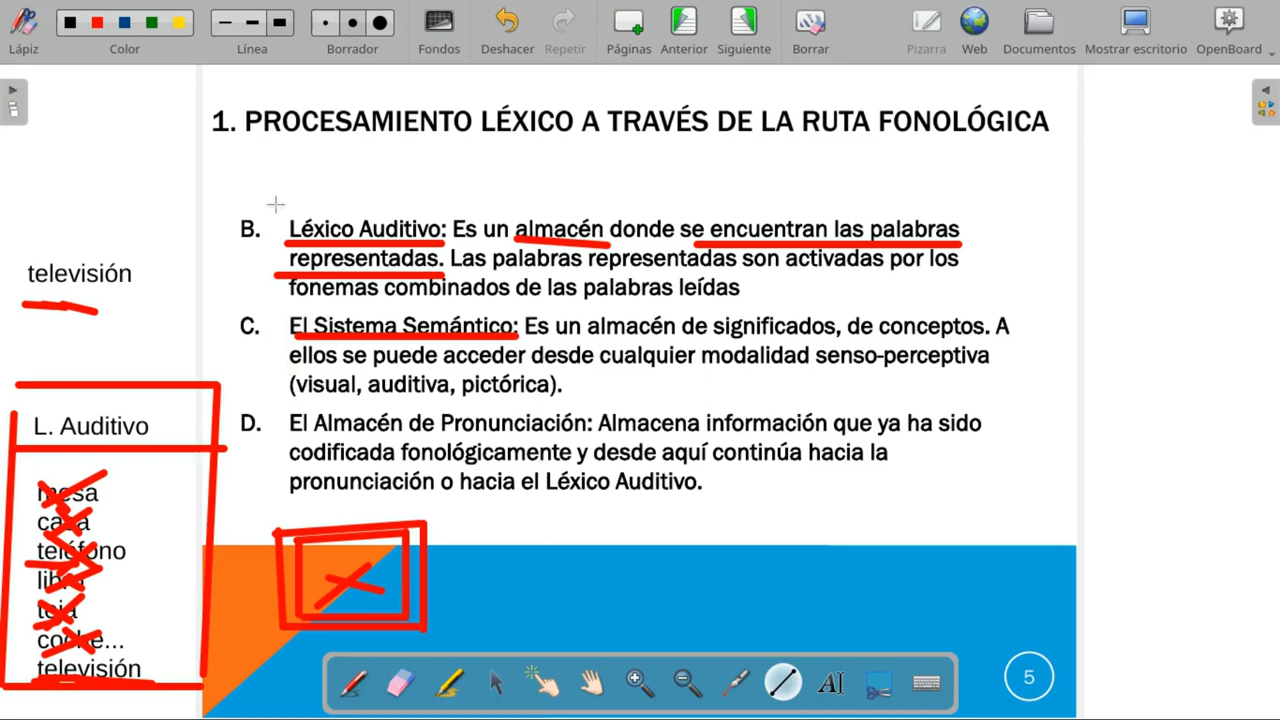 Lápiz
Color
Línea
Borrador
Fondos
Deshacer
Repetir
Páginas
Anterior
Siguiente
Borrar
Pizarra
Web
Documentos
Mostrar escritorio
OpenBoard
1. PROCESAMIENTO LÉXICO A TRAVÉS DE LA RUTA FONOLÓGICA
B. Léxico Auditivo: Es un almacén donde se encuentran las palabras
representadas. Las palabras representadas son activadas por los
fonemas combinados de las palabras leídas
C. El Sistema Semántico: Es un almacén de significados, de conceptos. A
ellos se puede acceder desde cualquier modalidad senso-perceptiva
(visual, auditiva, pictórica).
D. El Almacén de Pronunciación: Almacena información que ya ha sido
codificada fonológicamente y desde aquí continúa hacia la
pronunciación o hacia el Léxico Auditivo.
televisión
L. Auditivo
mesa
casa
teléfono
libro
teja
coche...
televisión
AI
5